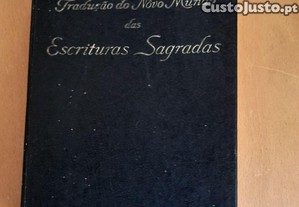 CustoJusto.pt
Tradução do Novo Mundo
das
Escrituras Sagradas